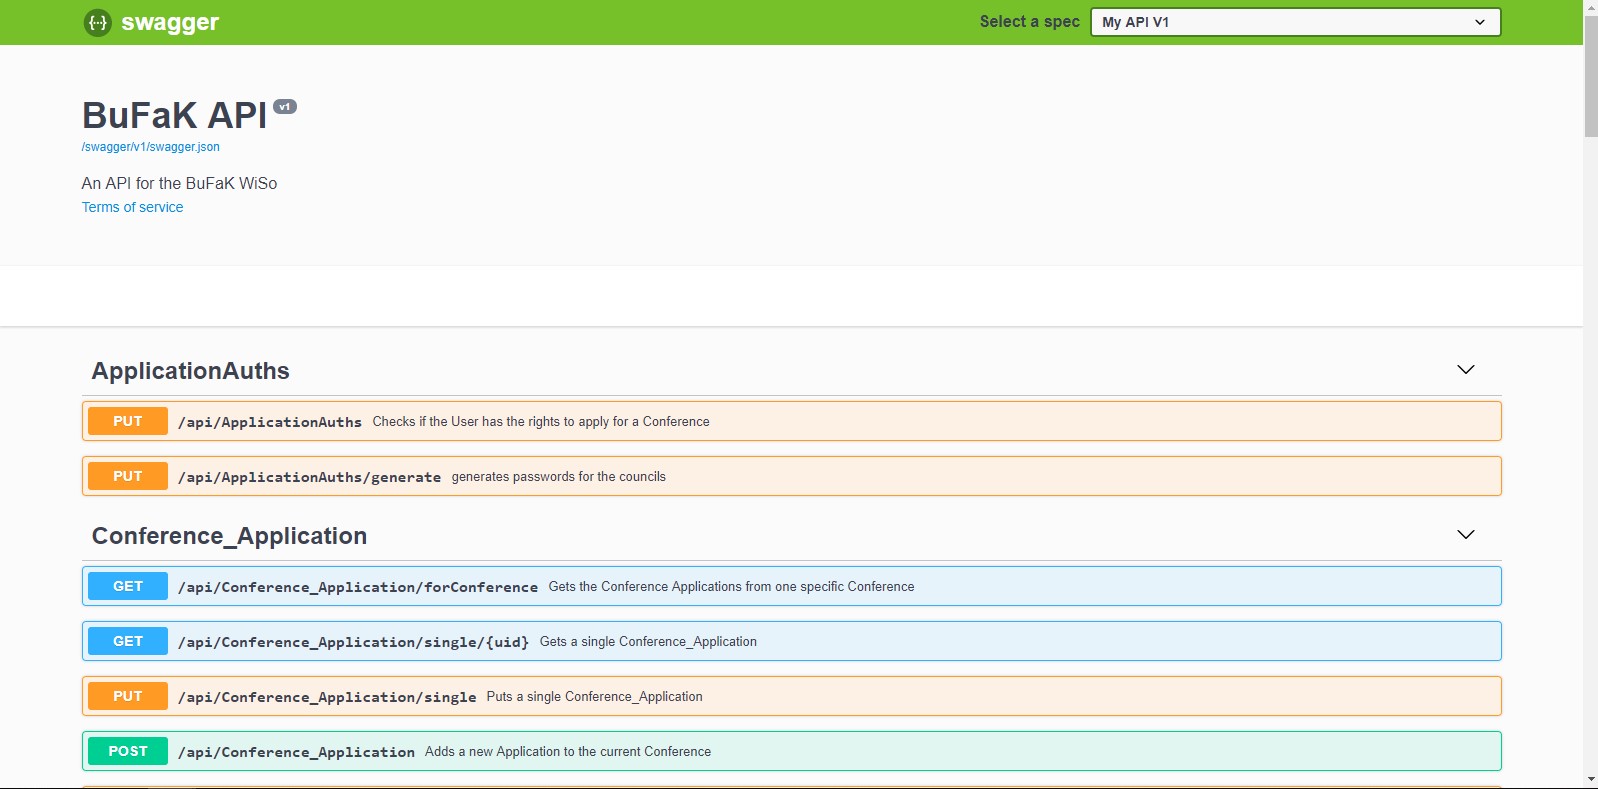 swagger
Select a spec My API V1
BuFaK API v1
/swagger/v1/swagger.json
An API for the BuFaK WiSo
Terms of service
ApplicationAuths
PUT /api/ApplicationAuths Checks if the User has the rights to apply for a Conference
PUT /api/ApplicationAuths/generate generates passwords for the councils
Conference_Application
GET /api/Conference_Application/forConference Gets the Conference Applications from one specific Conference
GET /api/Conference_Application/single/{uid} Gets a single Conference_Application
PUT /api/Conference_Application/single Puts a single Conference_Application
POST /api/Conference_Application Adds a new Application to the current Conference